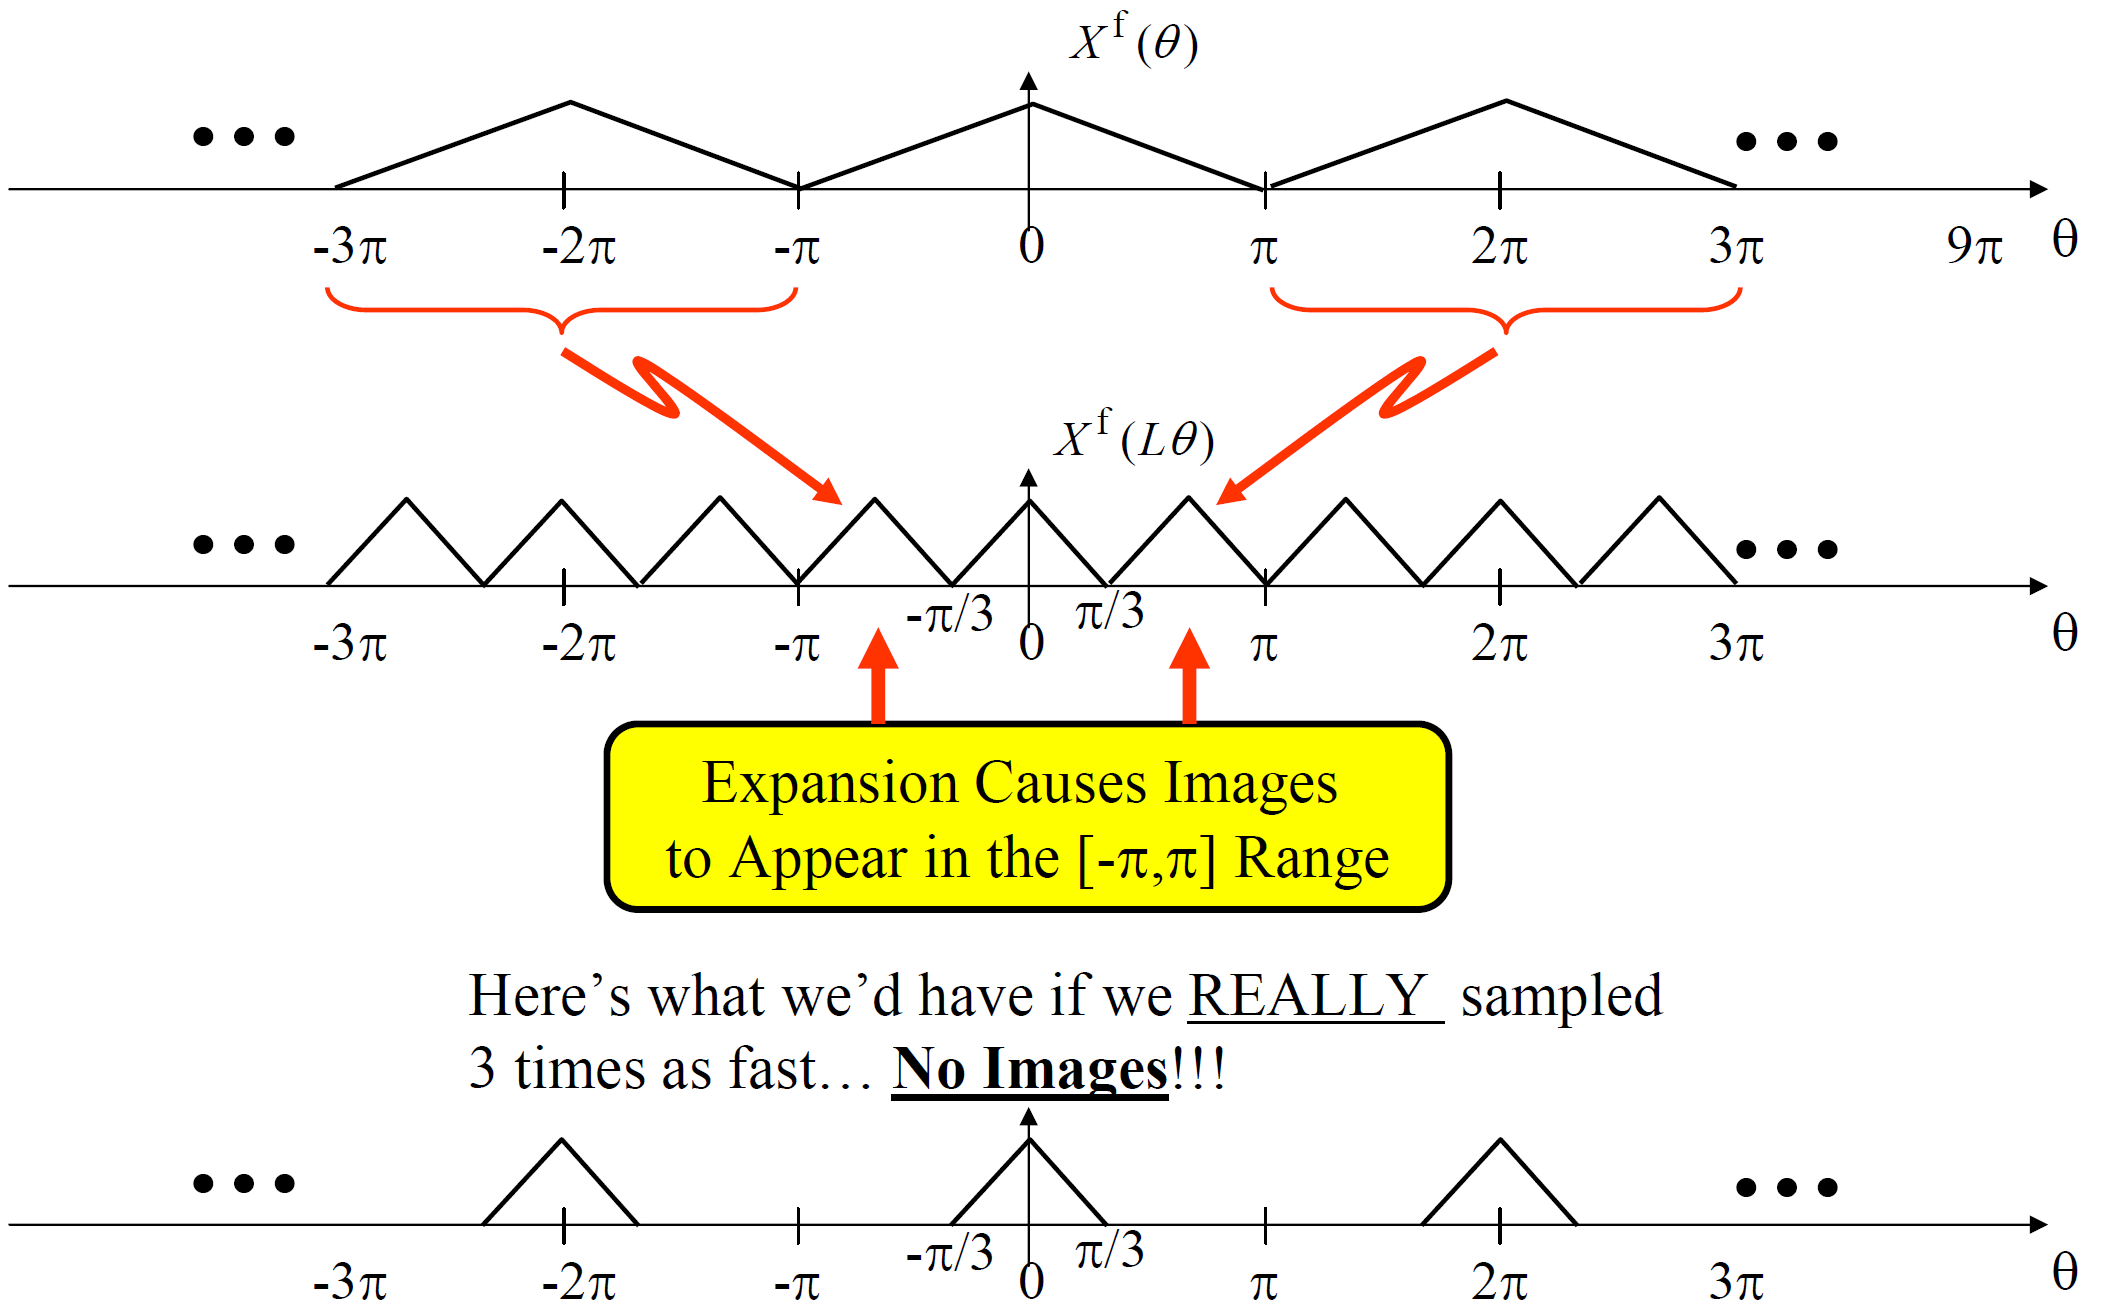 X^f (θ)
-3π -2π -π 0 π 2π 3π 9π θ
X^f (Lθ)
-π/3 π/3
-3π -2π -π 0 π 2π 3π θ
Expansion Causes Images
to Appear in the [-π,π] Range
Here's what we'd have if we REALLY sampled
3 times as fast… No Images!!!
-π/3 π/3
-3π -2π -π 0 π 2π 3π θ